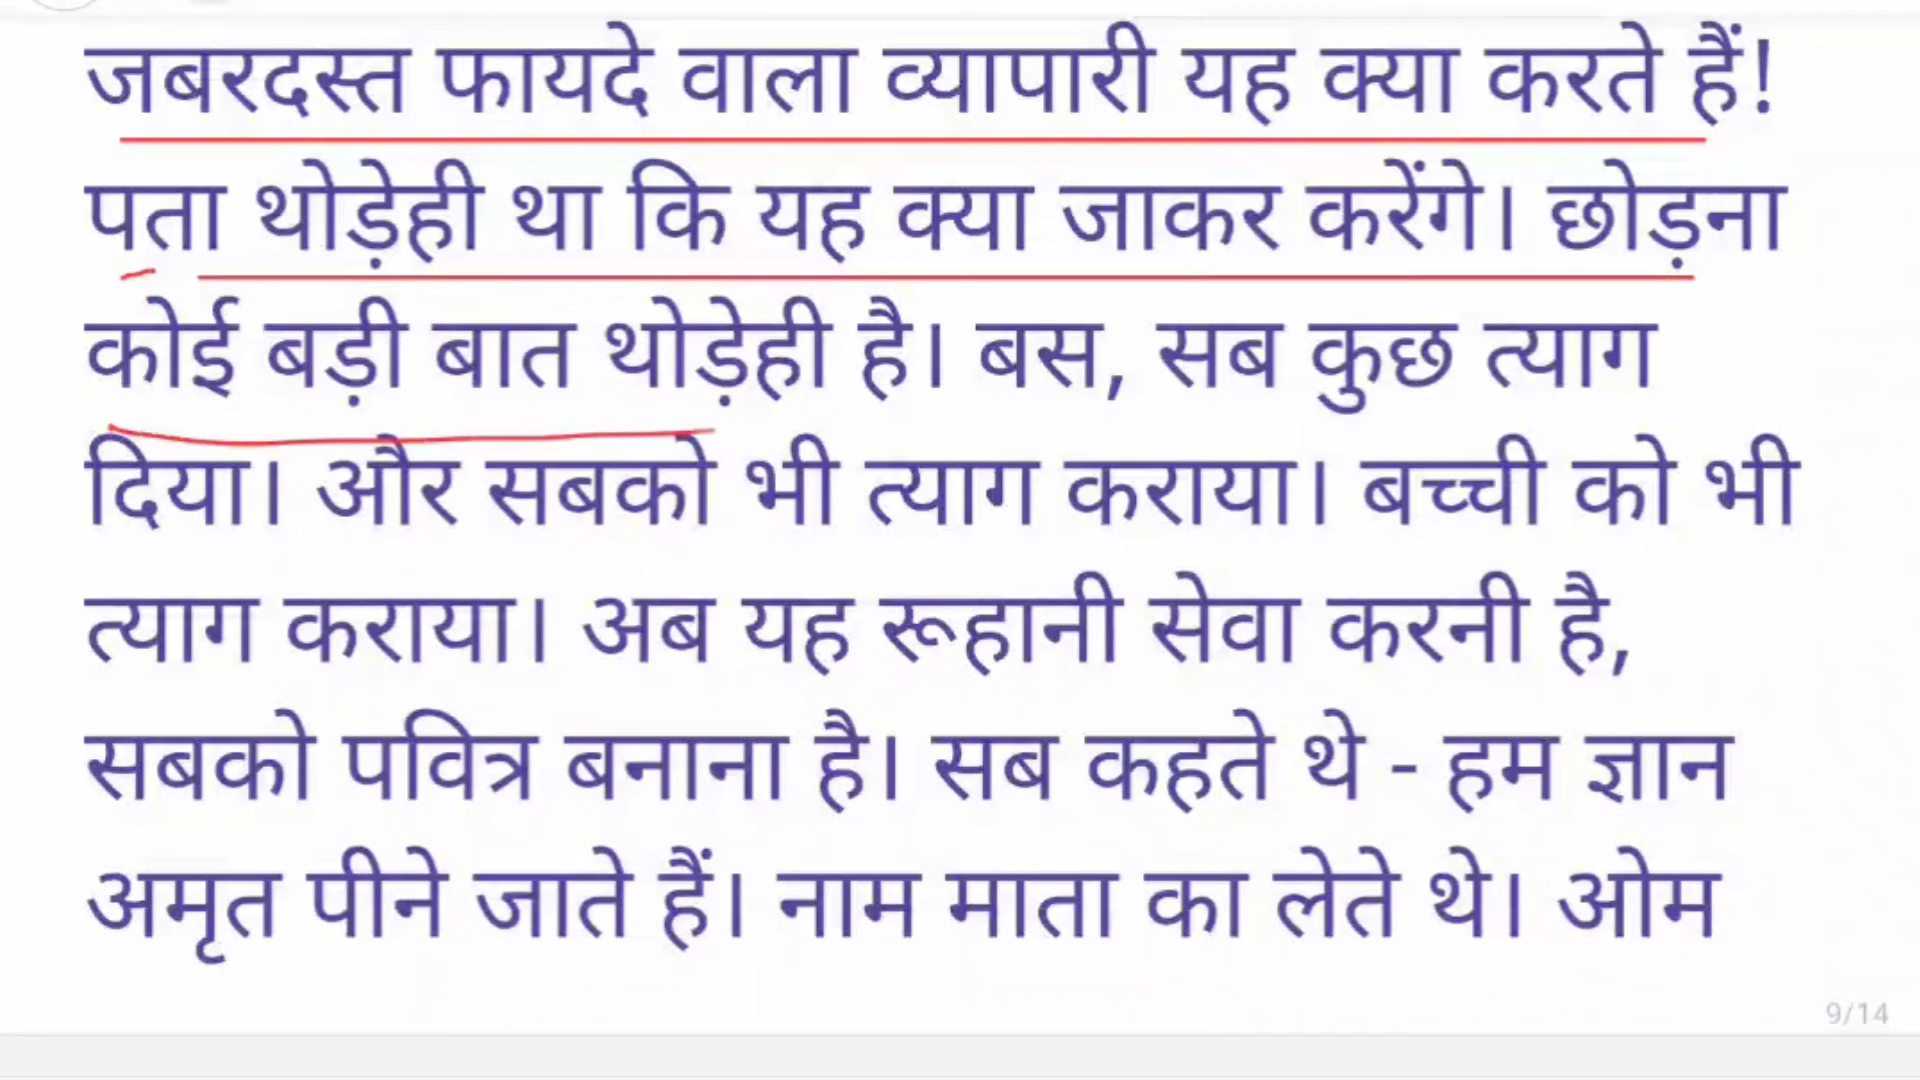 जबरदस्त फायदे वाला व्यापारी यह क्या करते हैं!
पता थोड़ेही था कि यह क्या जाकर करेंगे। छोड़ना
कोई बड़ी बात थोड़ेही है। बस, सब कुछ त्याग
दिया। और सबको भी त्याग कराया। बच्ची को भी
त्याग कराया। अब यह रूहानी सेवा करनी है,
सबको पवित्र बनाना है। सब कहते थे - हम ज्ञान
अमृत पीने जाते हैं। नाम माता का लेते थे। ओम
9/14